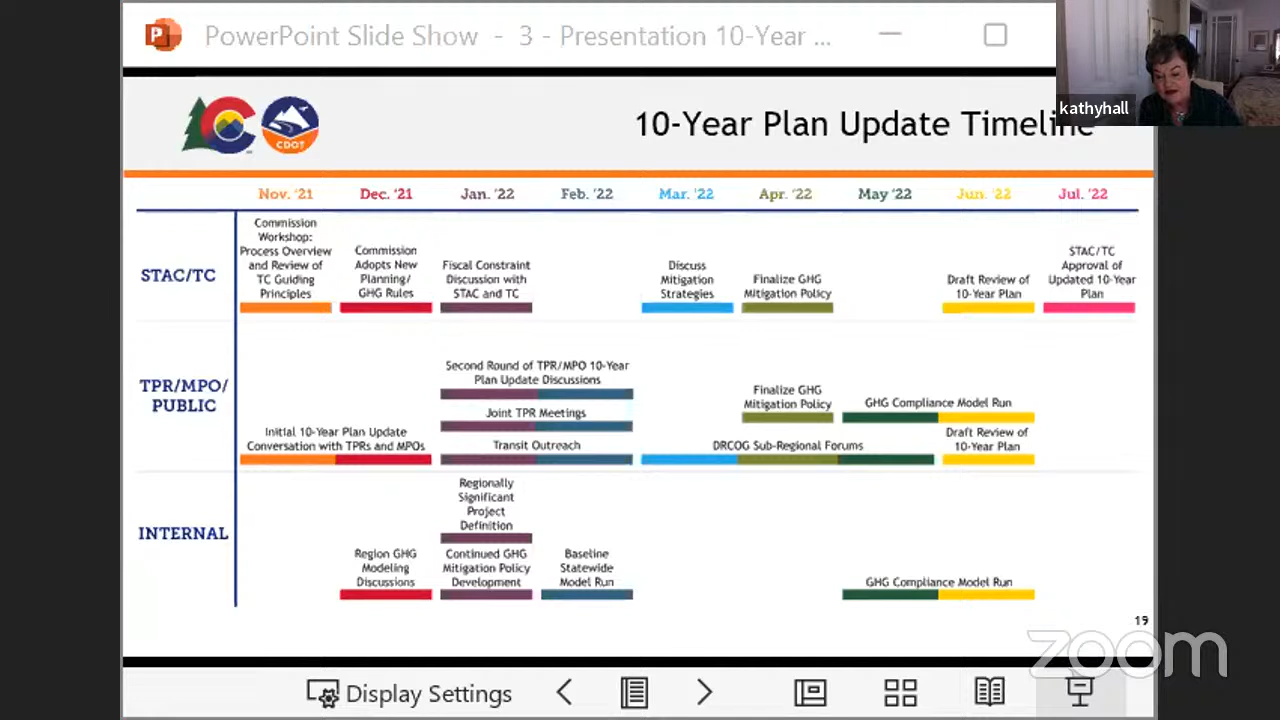 PowerPoint Slide Show - 3 - Presentation 10-Year ...
kathyhall
CDOT
10-Year Plan Update Timeline
Nov. '21 Dec. '21 Jan. '22 Feb. '22 Mar. '22 Apr. '22 May '22 Jun. '22 Jul. '22
STAC/TC
Commission
Workshop:
Process Overview
and Review of
TC Guiding
Principles
Commission
Adopts New
Planning/
GHG Rules
Fiscal Constraint
Discussion with
STAC and TC
Discuss
Mitigation
Strategies
Finalize GHG
Mitigation Policy
Draft Review of
10-Year Plan
STAC/TC
Approval of
Updated 10-Year
Plan
TPR/MPO/
PUBLIC
Initial 10-Year Plan Update
Conversation with TPRs and MPOs
Second Round of TPR/MPO 10-Year
Plan Update Discussions
Joint TPR Meetings
Transit Outreach
DRCOG Sub-Regional Forums
Finalize GHG
Mitigation Policy
GHG Compliance Model Run
Draft Review of
10-Year Plan
INTERNAL
Region GHG
Modeling
Discussions
Regionally
Significant
Project
Definition
Continued GHG
Mitigation Policy
Development
Baseline
Statewide
Model Run
GHG Compliance Model Run
19
zoom
Display Settings